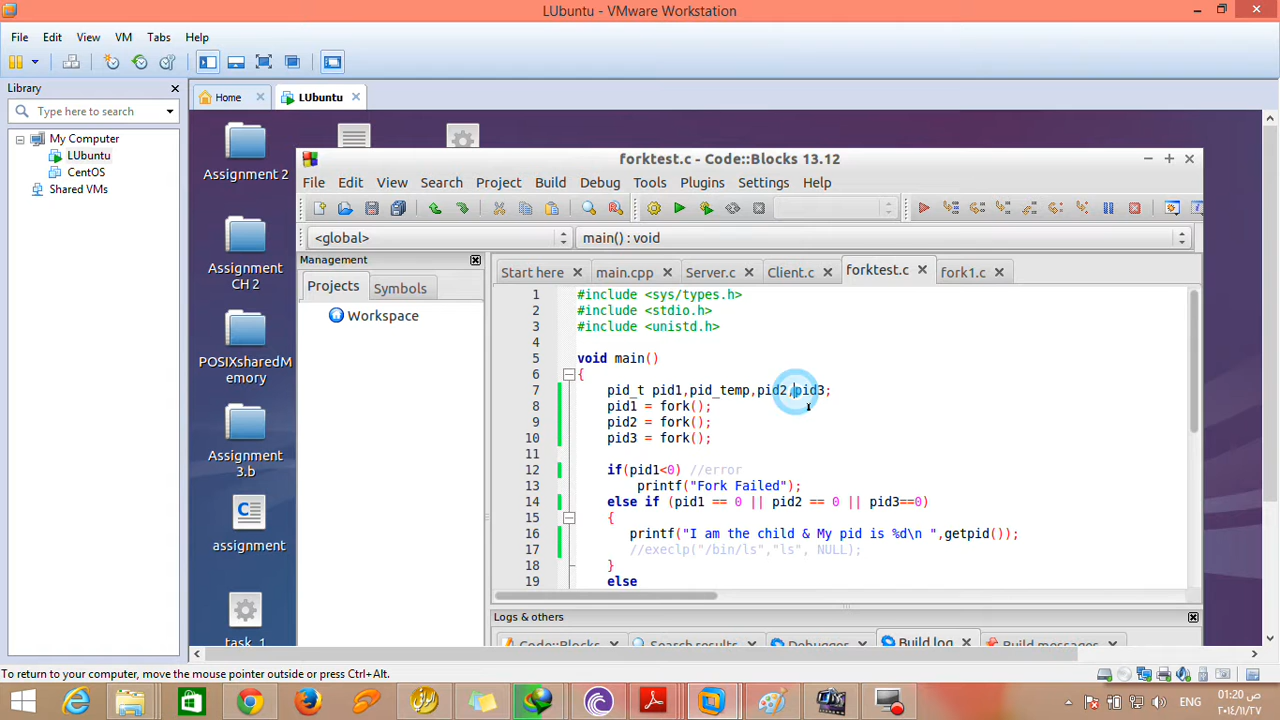 LUbuntu - VMware Workstation
File Edit View VM Tabs Help
Library
Type here to search
My Computer
LUbuntu
CentOS
Shared VMs
Home
LUbuntu
Assignment 2
Assignment CH 2
POSIXsharedM
emory
Assignment
3.b
assignment
task_1
forktest.c - Code::Blocks 13.12
File Edit View Search Project Build Debug Tools Plugins Settings Help
<global>
main() : void
Management
Projects Symbols
Workspace
Start here main.cpp Server.c Client.c forktest.c fork1.c
1 #include <sys/types.h>
2 #include <stdio.h>
3 #include <unistd.h>
4
5 void main()
6 {
7 pid_t pid1,pid_temp,pid2,pid3;
8 pid1 = fork();
9 pid2 = fork();
10 pid3 = fork();
11
12 if(pid1<0) //error
13 printf("Fork Failed");
14 else if (pid1 == 0 || pid2 == 0 || pid3==0)
15 {
16 printf("I am the child & My pid is %d\n ",getpid());
17 //execlp("/bin/ls","ls", NULL);
18 }
19 else
Logs & others
Code::Blocks Search results Debugger Build log Build messages
To return to your computer, move the mouse pointer outside or press Ctrl+Alt.
ENG
01:20 ص
٢٠١٤/١١/٢٧